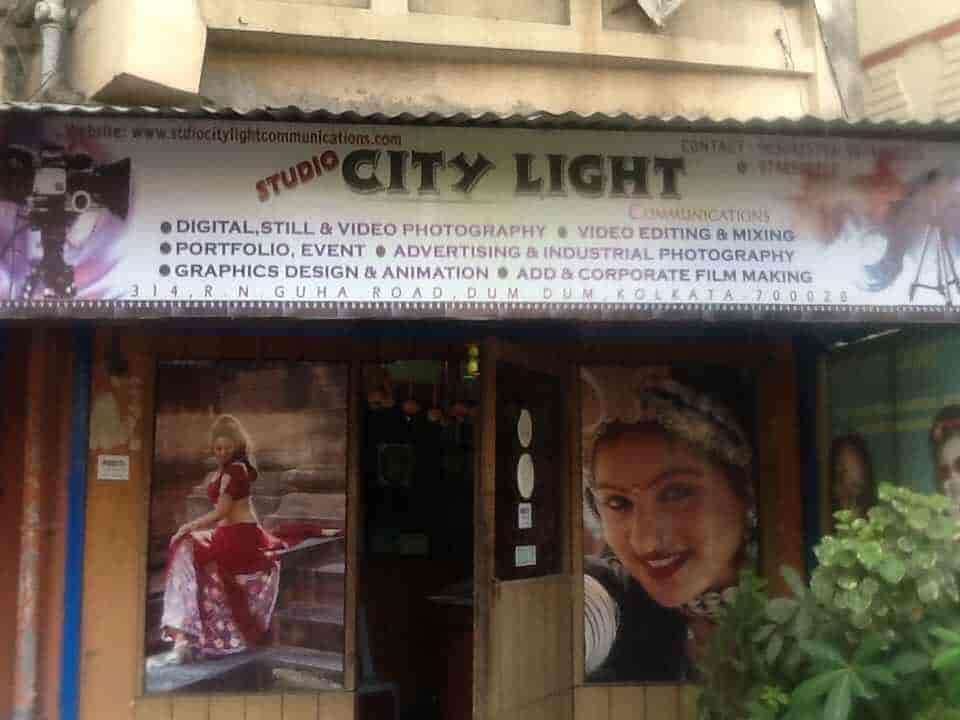 Website: www.stdiocitylightcommunications.com
CONTACT
STUDIO CITY LIGHT
COMMUNICATIONS
● DIGITAL,STILL & VIDEO PHOTOGRAPHY ● VIDEO EDITING & MIXING
● PORTFOLIO, EVENT ● ADVERTISING & INDUSTRIAL PHOTOGRAPHY
● GRAPHICS DESIGN & ANIMATION ● ADD & CORPORATE FILM MAKING
314,R.N GUHA ROAD,DUM DUM,KOLKATA-700028